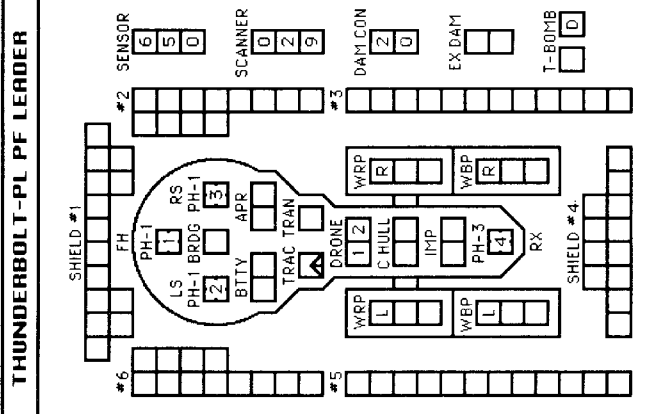 THUNDERBOLT-PL PF LEADER
SHIELD #1
#2
#6
FH
PH-1
1
LS
RS
PH-1
BRDG
PH-1
2
3
BTTY
APR
TRAC
TRAN
DRONE
1 2
C HULL
IMP
PH-3
4
RX
WRP
L
WBP
L
WRP
R
WBP
R
#5
#3
SHIELD #4
SENSOR
6 5 0
SCANNER
0 2 9
DAM CON
2 0
EX DAM
T-BOMB
D